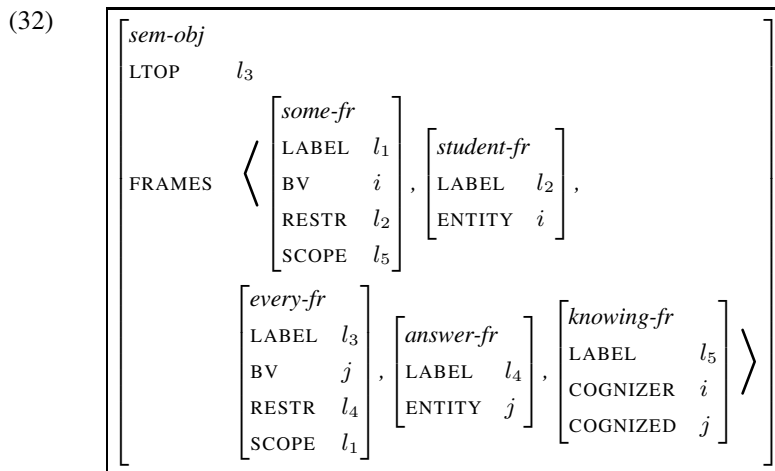 (32)
sem-obj
LTOP l₃
FRAMES ⟨ [some-fr LABEL l₁ BV i RESTR l₂ SCOPE l₅] , [student-fr LABEL l₂ ENTITY i] ,
[every-fr LABEL l₃ BV j RESTR l₄ SCOPE l₁] , [answer-fr LABEL l₄ ENTITY j] , [knowing-fr LABEL l₅ COGNIZER i COGNIZED j] ⟩